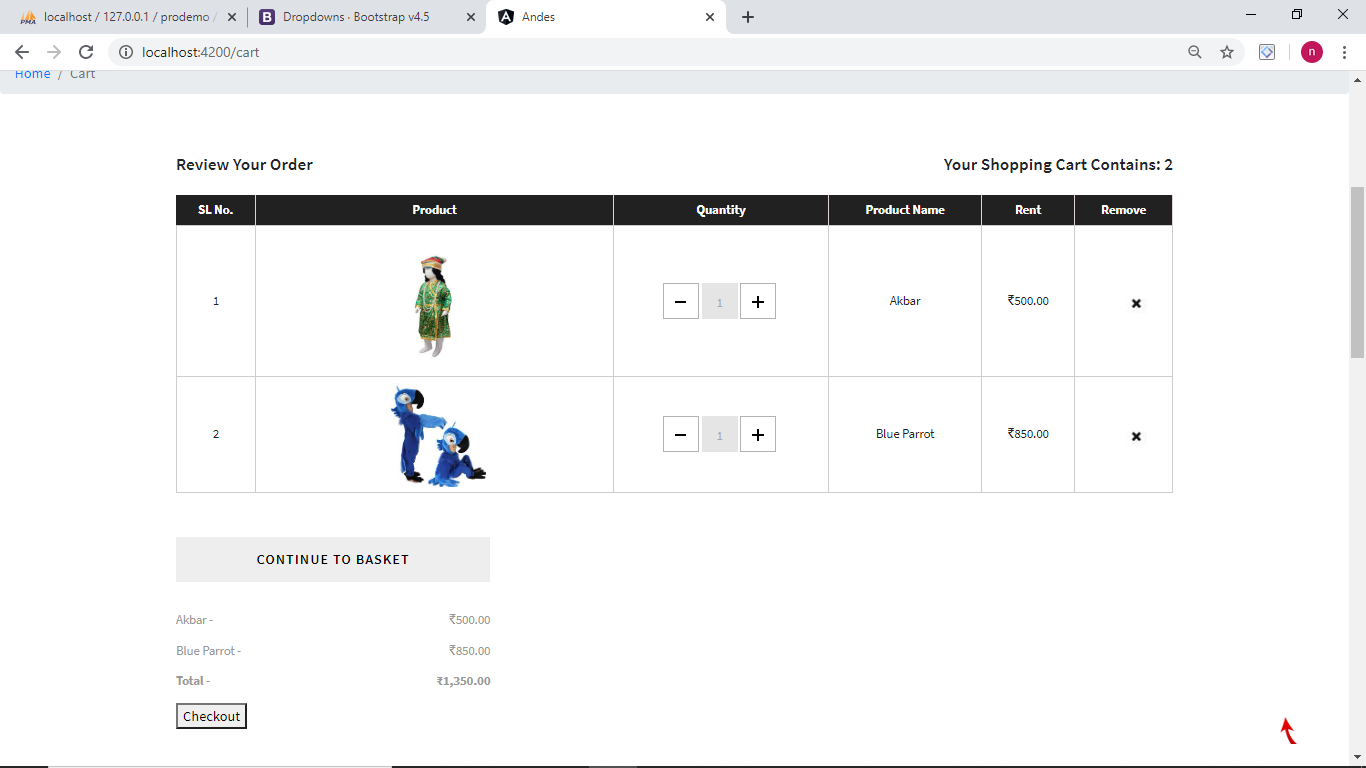 localhost / 127.0.0.1 / prodemo /
Dropdowns · Bootstrap v4.5
Andes
localhost:4200/cart
n
Home / Cart
Review Your Order
Your Shopping Cart Contains: 2
SL No. Product Quantity Product Name Rent Remove
1 1 Akbar ₹500.00
2 1 Blue Parrot ₹850.00
CONTINUE TO BASKET
Akbar - ₹500.00
Blue Parrot - ₹850.00
Total - ₹1,350.00
Checkout